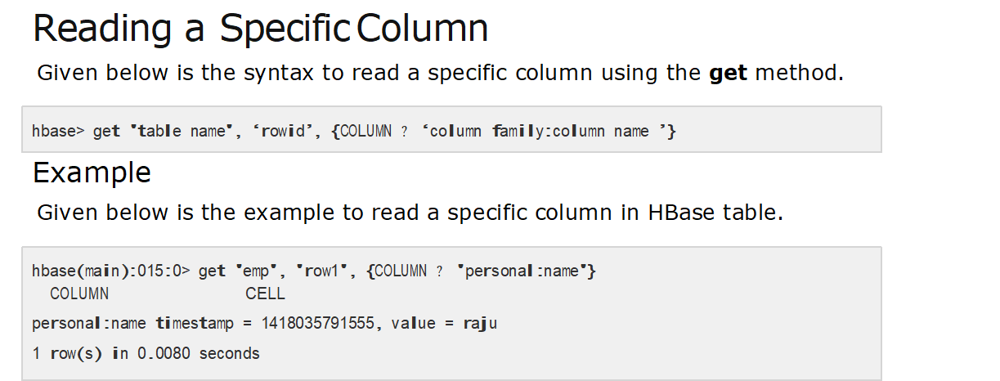 Reading a Specific Column
Given below is the syntax to read a specific column using the get method.
hbase> get 'table name', ‘rowid’, {COLUMN ? ‘column family:column name ’}
Example
Given below is the example to read a specific column in HBase table.
hbase(main):015:0> get 'emp', 'row1', {COLUMN ? 'personal:name'}
COLUMN CELL
personal:name timestamp = 1418035791555, value = raju
1 row(s) in 0.0080 seconds